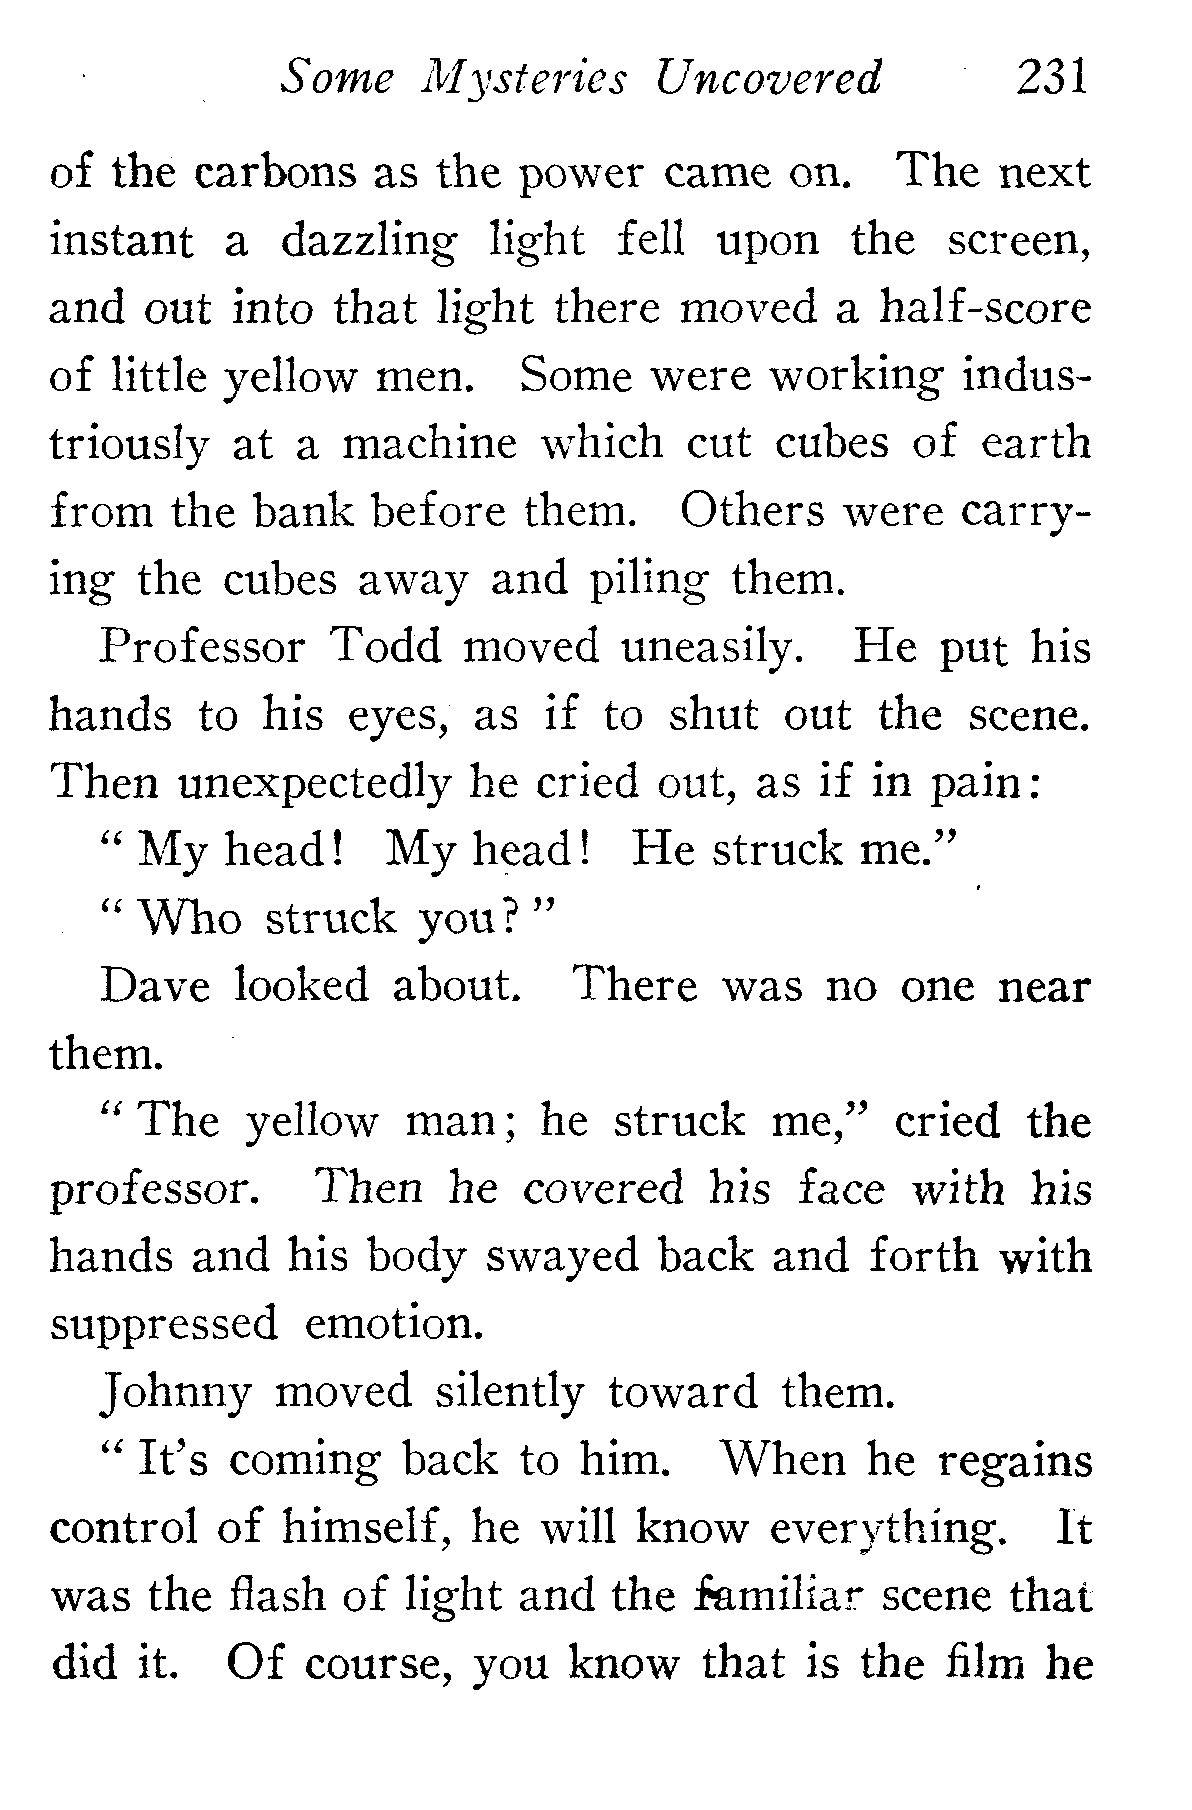 Some Mysteries Uncovered 231
of the carbons as the power came on. The next
instant a dazzling light fell upon the screen,
and out into that light there moved a half-score
of little yellow men. Some were working indus-
triously at a machine which cut cubes of earth
from the bank before them. Others were carry-
ing the cubes away and piling them.
Professor Todd moved uneasily. He put his
hands to his eyes, as if to shut out the scene.
Then unexpectedly he cried out, as if in pain:
“ My head! My head! He struck me.”
“ Who struck you? ”
Dave looked about. There was no one near
them.
“ The yellow man; he struck me,” cried the
professor. Then he covered his face with his
hands and his body swayed back and forth with
suppressed emotion.
Johnny moved silently toward them.
“ It’s coming back to him. When he regains
control of himself, he will know everything. It
was the flash of light and the familiar scene that
did it. Of course, you know that is the film he